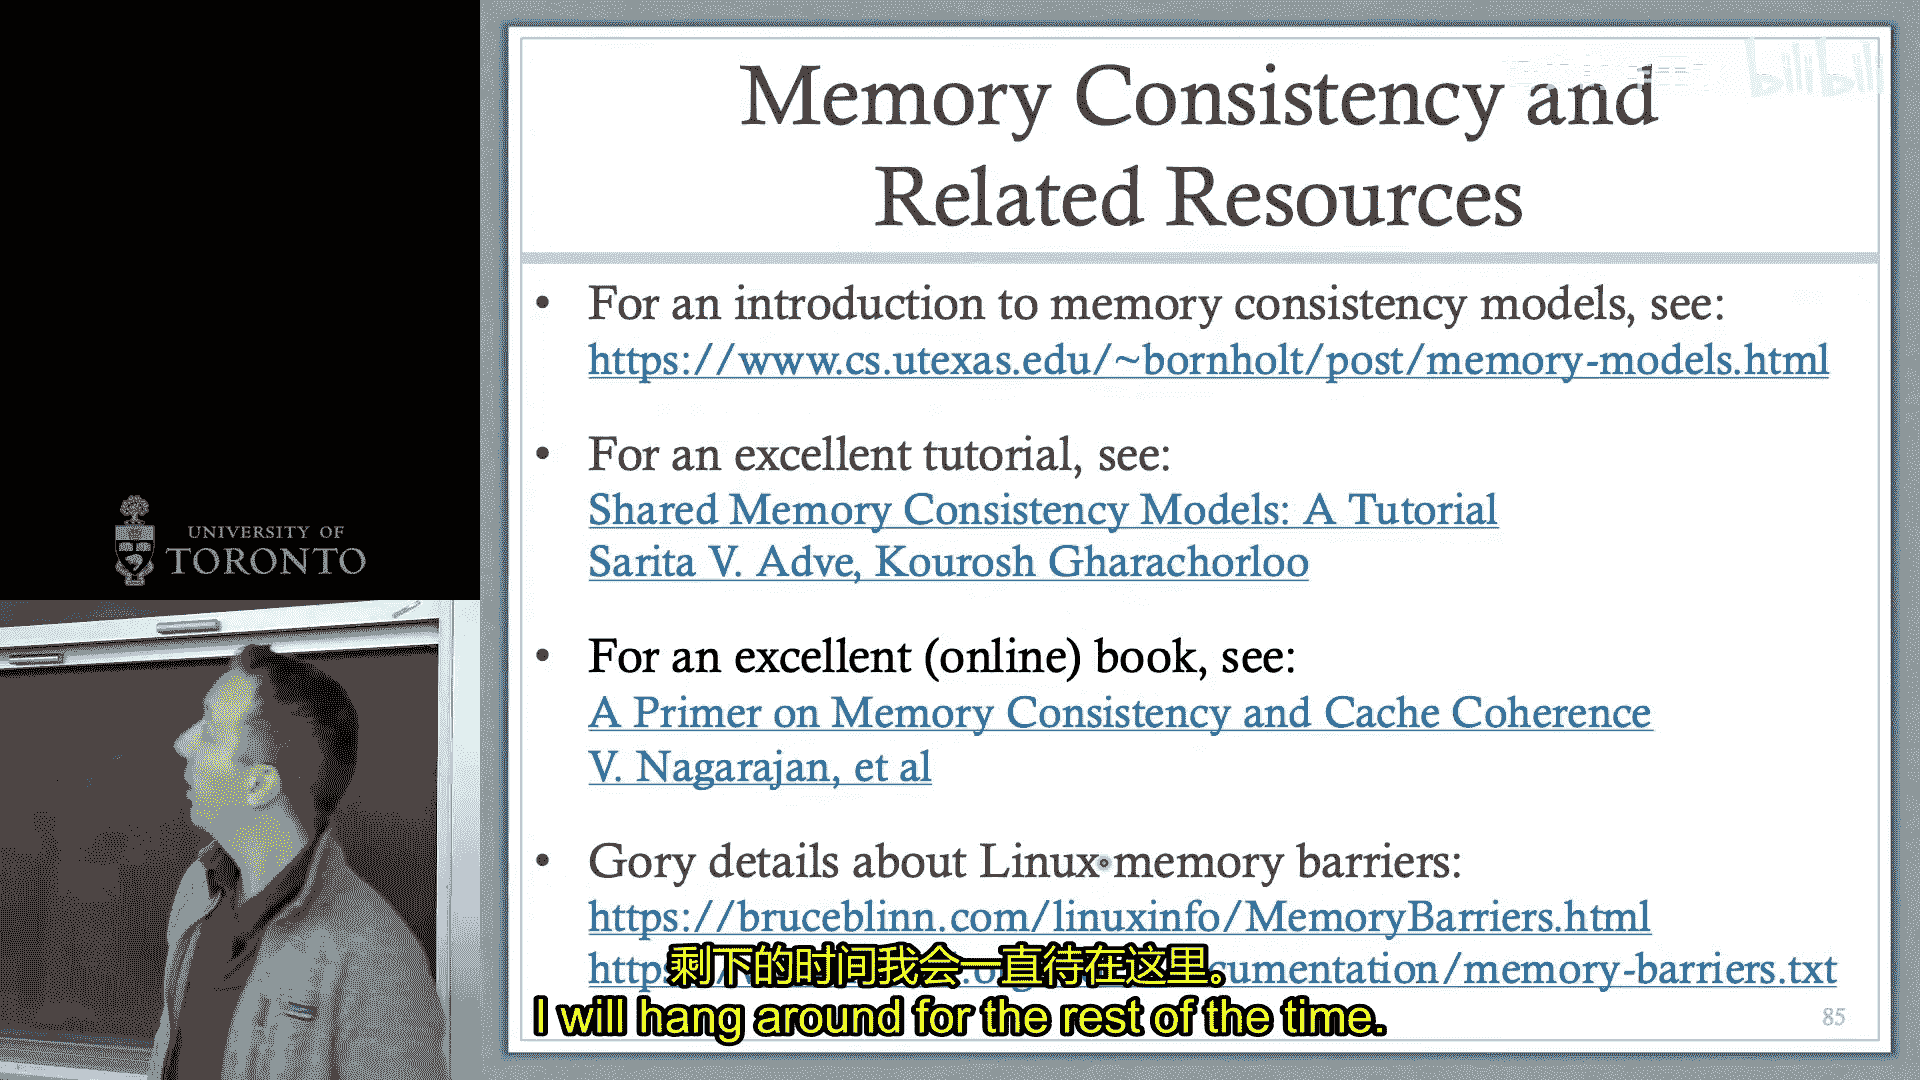 UNIVERSITY OF
TORONTO
bilibili
Memory Consistency and
Related Resources
• For an introduction to memory consistency models, see:
https://www.cs.utexas.edu/~bornholt/post/memory-models.html
• For an excellent tutorial, see:
Shared Memory Consistency Models: A Tutorial
Sarita V. Adve, Kourosh Gharachorloo
• For an excellent (online) book, see:
A Primer on Memory Consistency and Cache Coherence
V. Nagarajan, et al
• Gory details about Linux memory barriers:
https://bruceblinn.com/linuxinfo/MemoryBarriers.html
http cumentation/memory-barriers.txt
剩下的时间我会一直待在这里。
I will hang around for the rest of the time.
85